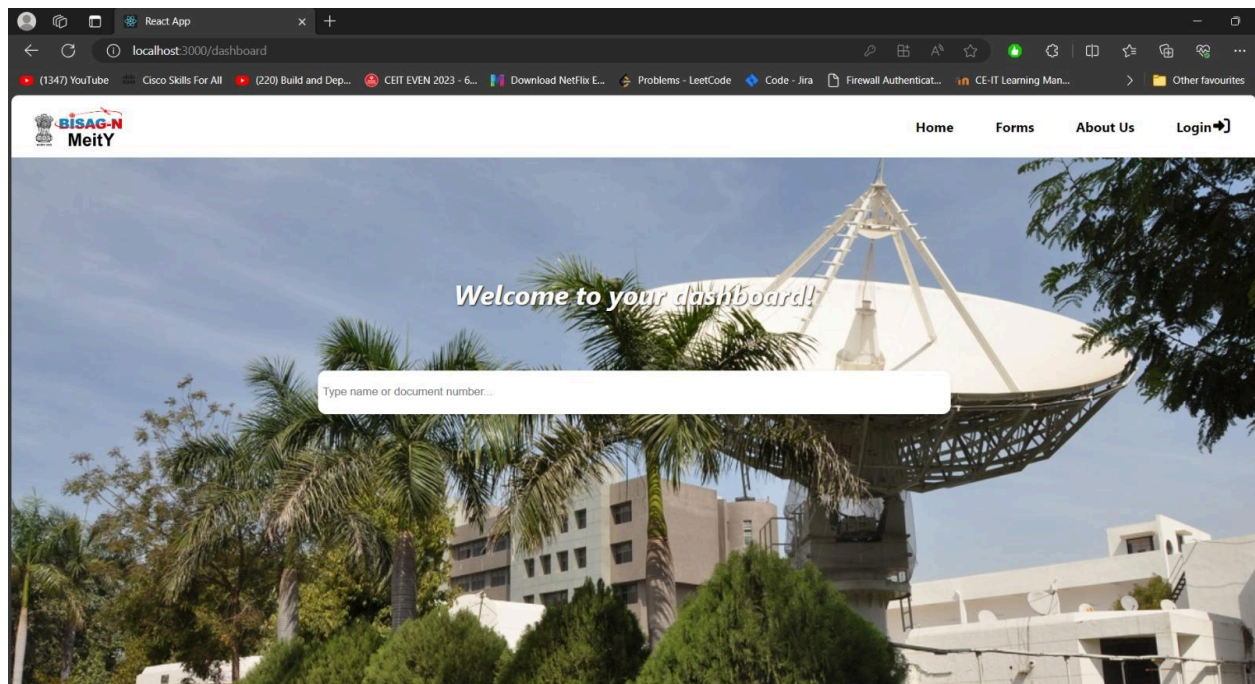 React App
localhost:3000/dashboard
(1347) YouTube
Cisco Skills For All
(220) Build and Dep...
CEIT EVEN 2023 - 6...
Download NetFlix E...
Problems - LeetCode
Code - Jira
Firewall Authenticat...
CE-IT Learning Man...
Other favourites
BISAG-N
MeitY
Home
Forms
About Us
Login
Welcome to your dashboard!
Type name or document number...